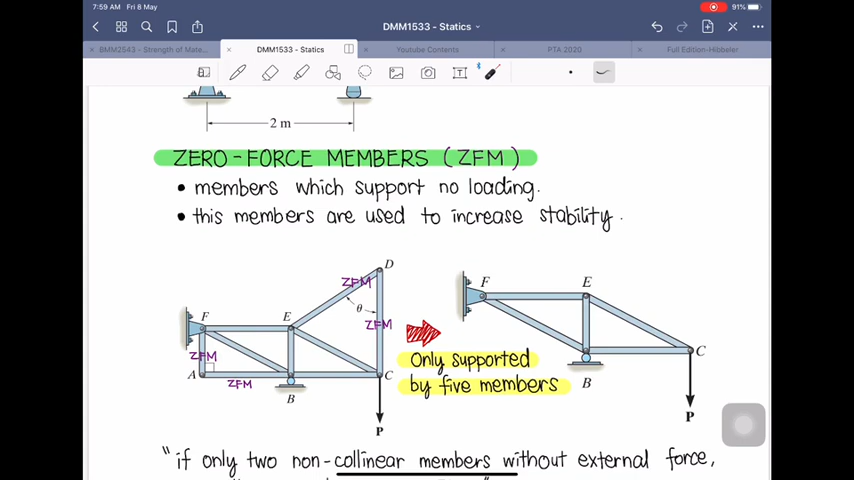 7:59 AM Fri 8 May
91%
DMM1533 - Statics
BMM2543 - Strength of Mate...
DMM1533 - Statics
Youtube Contents
PTA 2020
Full Edition-Hibbeler
2 m
ZERO-FORCE MEMBERS (ZFM)
• members which support no loading.
• this members are used to increase stability.
D
ZFM
θ
F
E
ZFM
ZFM
A
ZFM
B
C
P
Only supported
by five members
F
E
C
B
P
"if only two non-collinear members without external force,